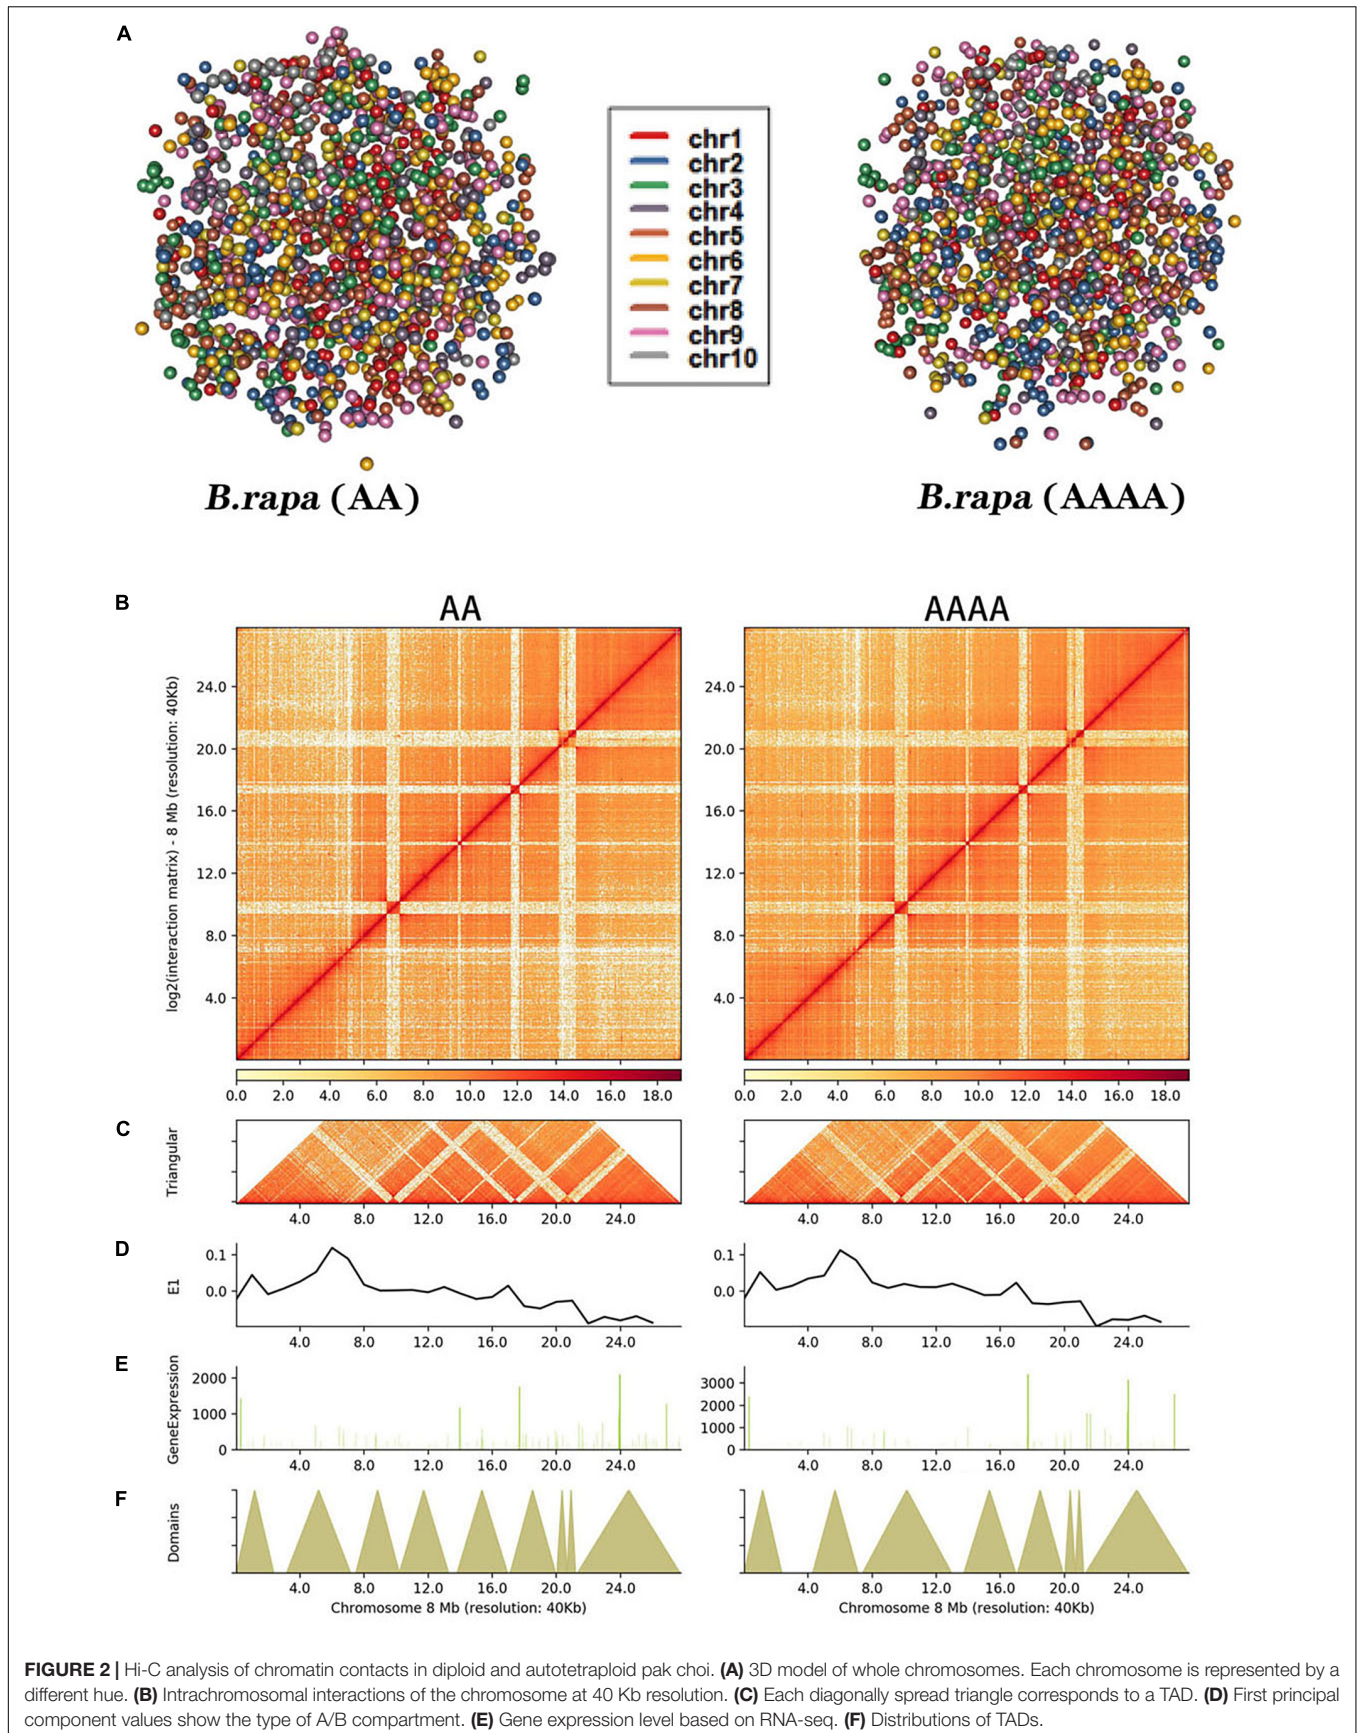 A
chr1
chr2
chr3
chr4
chr5
chr6
chr7
chr8
chr9
chr10
B.rapa (AA)
B.rapa (AAAA)
B
AA
AAAA
log2(interaction matrix) - 8 Mb (resolution: 40Kb)
24.0
20.0
16.0
12.0
8.0
4.0
24.0
20.0
16.0
12.0
8.0
4.0
0.0 2.0 4.0 6.0 8.0 10.0 12.0 14.0 16.0 18.0
0.0 2.0 4.0 6.0 8.0 10.0 12.0 14.0 16.0 18.0
C
Triangular
4.0 8.0 12.0 16.0 20.0 24.0
4.0 8.0 12.0 16.0 20.0 24.0
D
E1
0.1
0.0
4.0 8.0 12.0 16.0 20.0 24.0
0.1
0.0
4.0 8.0 12.0 16.0 20.0 24.0
E
GeneExpression
2000
1000
0
4.0 8.0 12.0 16.0 20.0 24.0
3000
2000
1000
0
4.0 8.0 12.0 16.0 20.0 24.0
F
Domains
4.0 8.0 12.0 16.0 20.0 24.0
Chromosome 8 Mb (resolution: 40Kb)
4.0 8.0 12.0 16.0 20.0 24.0
Chromosome 8 Mb (resolution: 40Kb)
FIGURE 2 | Hi-C analysis of chromatin contacts in diploid and autotetraploid pak choi. (A) 3D model of whole chromosomes. Each chromosome is represented by a
different hue. (B) Intrachromosomal interactions of the chromosome at 40 Kb resolution. (C) Each diagonally spread triangle corresponds to a TAD. (D) First principal
component values show the type of A/B compartment. (E) Gene expression level based on RNA-seq. (F) Distributions of TADs.